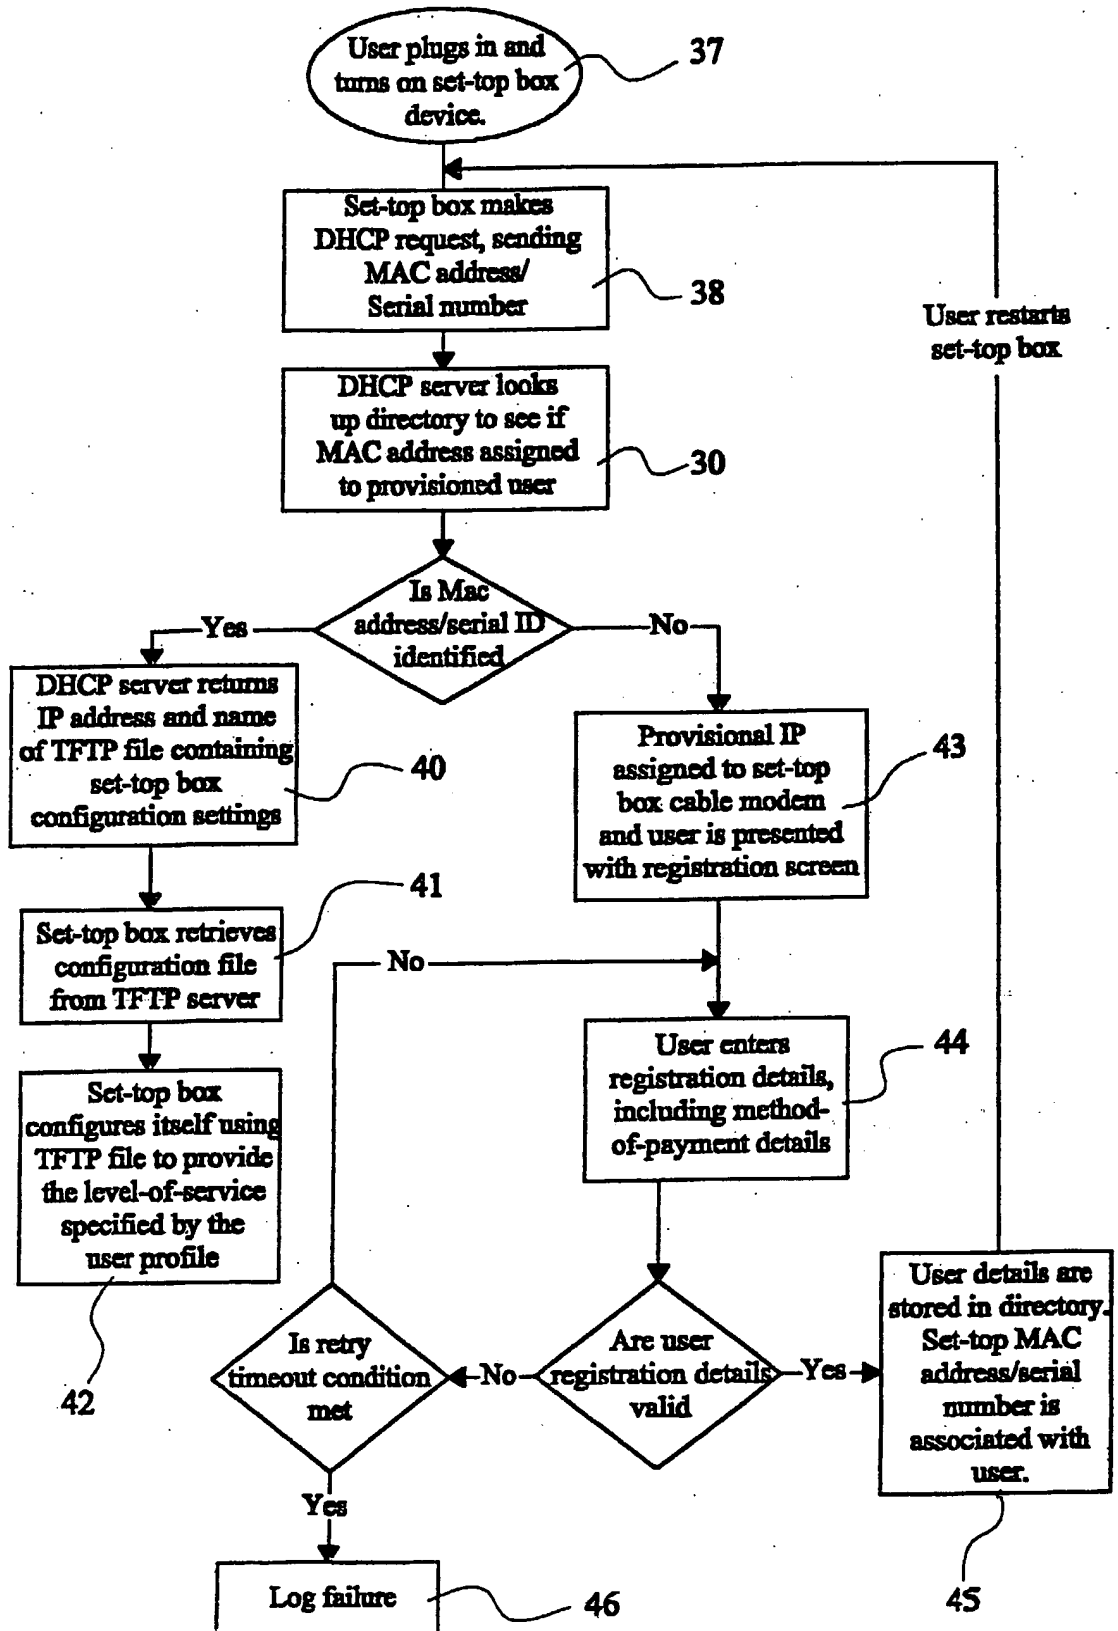 User plugs in and
turns on set-top box
device.
37
Set-top box makes
DHCP request, sending
MAC address/
Serial number
38
User restarts
set-top box
DHCP server looks
up directory to see if
MAC address assigned
to provisioned user
30
Is Mac
address/serial ID
identified
Yes
No
DHCP server returns
IP address and name
of TFTP file containing
set-top box
configuration settings
40
Provisional IP
assigned to set-top
box cable modem
and user is presented
with registration screen
43
41
Set-top box retrieves
configuration file
from TFTP server
No
User enters
registration details,
including method-
of-payment details
44
Set-top box
configures itself using
TFTP file to provide
the level-of-service
specified by the
user profile
42
Is retry
timeout condition
met
No
Are user
registration details
valid
Yes
User details are
stored in directory.
Set-top MAC
address/serial
number is
associated with
user.
45
Yes
Log failure
46